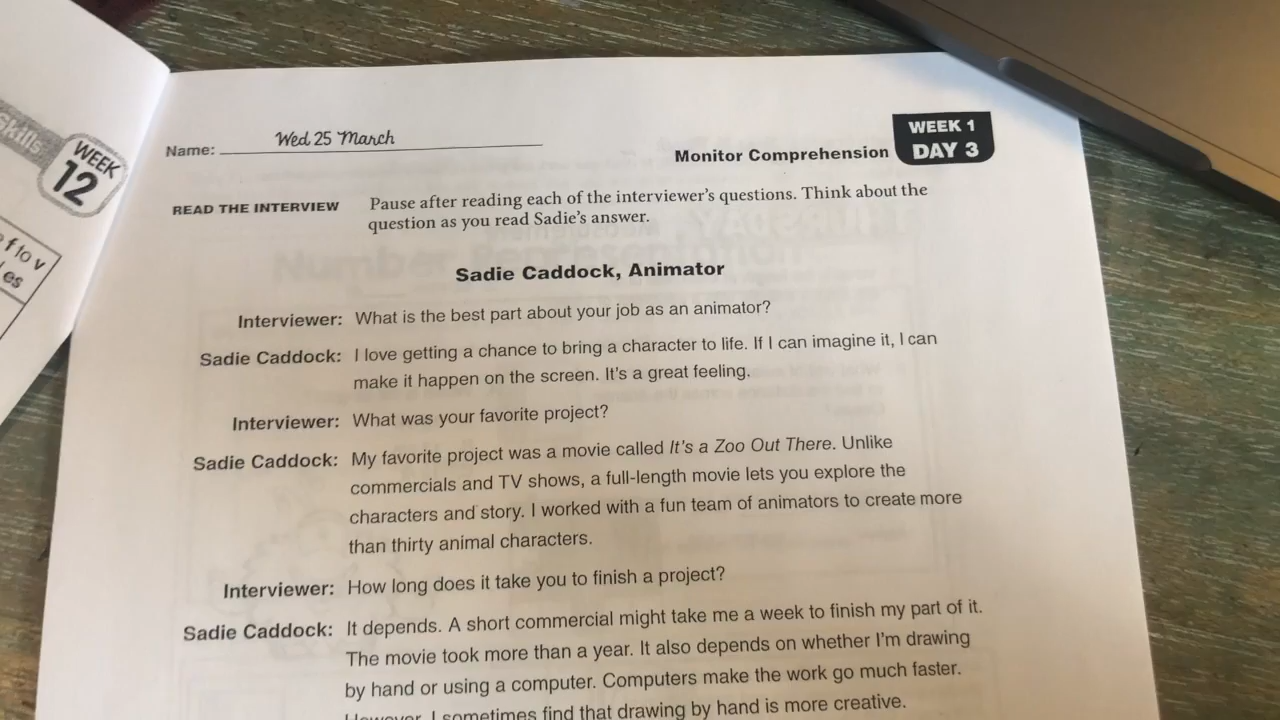 Skills
WEEK
12
f to v
es
Name: Wed 25 March
WEEK 1
DAY 3
Monitor Comprehension
READ THE INTERVIEW Pause after reading each of the interviewer's questions. Think about the
question as you read Sadie's answer.
Sadie Caddock, Animator
Interviewer: What is the best part about your job as an animator?
Sadie Caddock: I love getting a chance to bring a character to life. If I can imagine it, I can
make it happen on the screen. It's a great feeling.
Interviewer: What was your favorite project?
Sadie Caddock: My favorite project was a movie called It's a Zoo Out There. Unlike
commercials and TV shows, a full-length movie lets you explore the
characters and story. I worked with a fun team of animators to create more
than thirty animal characters.
Interviewer: How long does it take you to finish a project?
Sadie Caddock: It depends. A short commercial might take me a week to finish my part of it.
The movie took more than a year. It also depends on whether I'm drawing
by hand or using a computer. Computers make the work go much faster.
However, I sometimes find that drawing by hand is more creative.